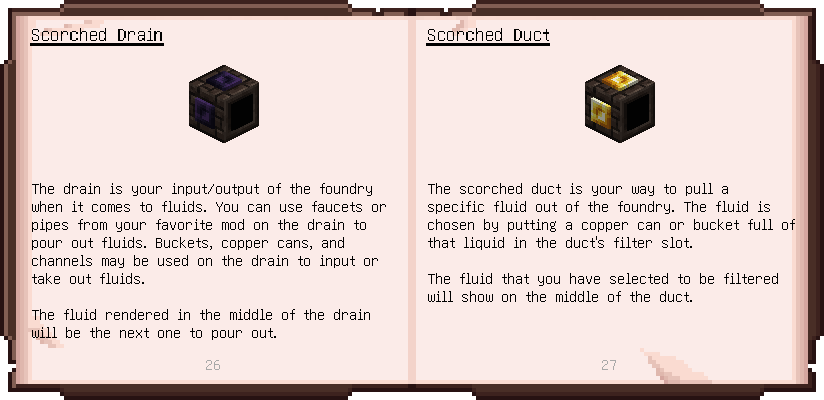 Scorched Drain
The drain is your input/output of the foundry
when it comes to fluids. You can use faucets or
pipes from your favorite mod on the drain to
pour out fluids. Buckets, copper cans, and
channels may be used on the drain to input or
take out fluids.
The fluid rendered in the middle of the drain
will be the next one to pour out.
26
Scorched Duct
The scorched duct is your way to pull a
specific fluid out of the foundry. The fluid is
chosen by putting a copper can or bucket full of
that liquid in the duct's filter slot.
The fluid that you have selected to be filtered
will show on the middle of the duct.
27